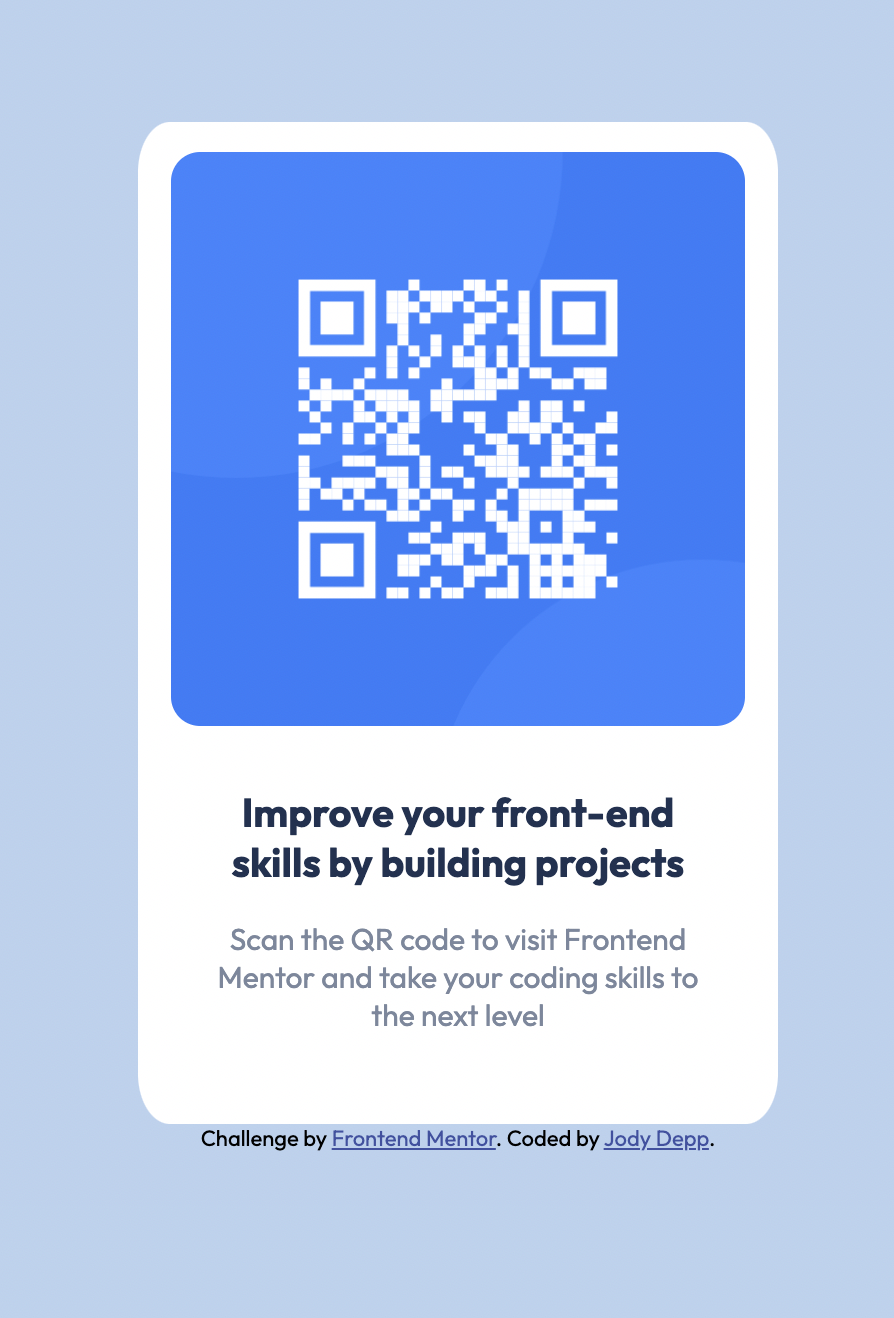 Improve your front-end
skills by building projects
Scan the QR code to visit Frontend
Mentor and take your coding skills to
the next level
Challenge by Frontend Mentor. Coded by Jody Depp.